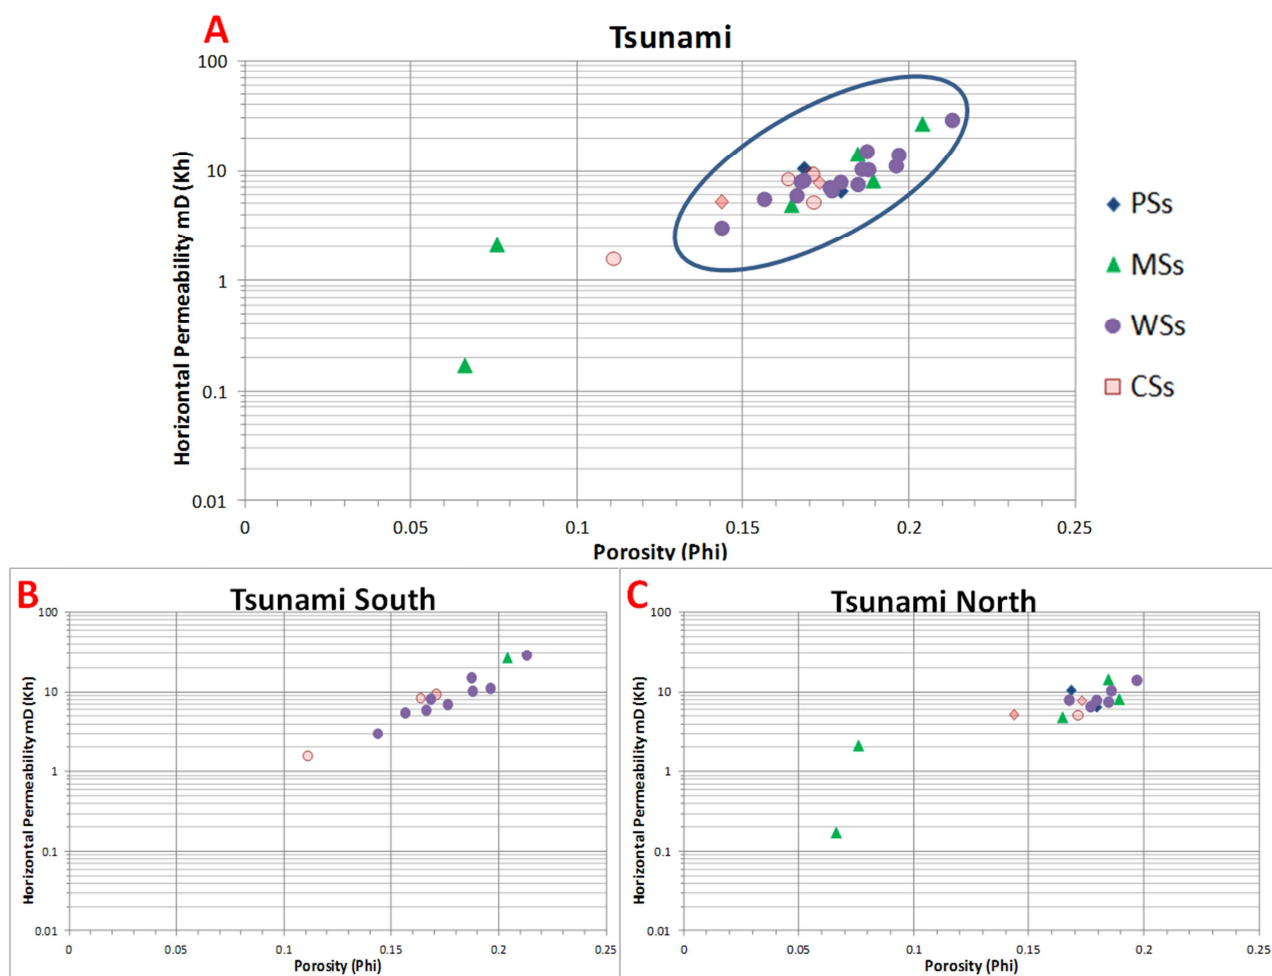 A
Tsunami
Horizontal Permeability mD (Kh)
100
10
1
0.1
0.01
0 0.05 0.1 0.15 0.2 0.25
Porosity (Phi)
PSs
MSs
WSs
CSs
B
Tsunami South
Horizontal Permeability mD (Kh)
100
10
1
0.1
0.01
0 0.05 0.1 0.15 0.2 0.25
Porosity (Phi)
C
Tsunami North
Horizontal Permeability mD (Kh)
100
10
1
0.1
0.01
0 0.05 0.1 0.15 0.2 0.25
Porosity (Phi)